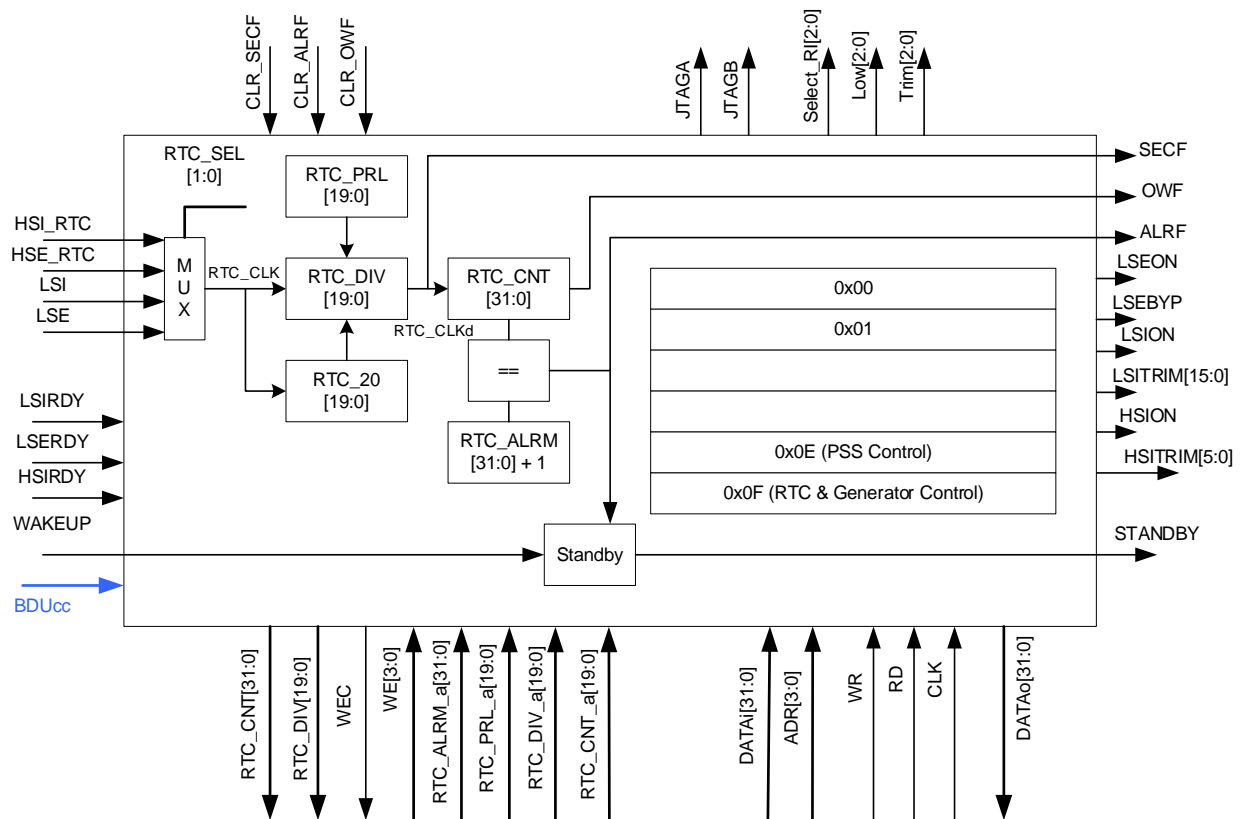 CLR_SECF
CLR_ALRF
CLR_OWF
JTAGA
JTAGB
Select_RI[2:0]
Low[2:0]
Trim[2:0]
RTC_SEL
[1:0]
RTC_PRL
[19:0]
SECF
OWF
ALRF
HSI_RTC
HSE_RTC
LSI
LSE
M
U
X
RTC_CLK
RTC_DIV
[19:0]
RTC_CLKd
RTC_CNT
[31:0]
RTC_20
[19:0]
==
RTC_ALRM
[31:0] + 1
0x00
0x01
0x0E (PSS Control)
0x0F (RTC & Generator Control)
LSEON
LSEBYP
LSION
LSITRIM[15:0]
HSION
HSITRIM[5:0]
LSIRDY
LSERDY
HSIRDY
WAKEUP
Standby
STANDBY
BDUcc
RTC_CNT[31:0]
RTC_DIV[19:0]
WEC
WE[3:0]
RTC_ALRM_a[31:0]
RTC_PRL_a[19:0]
RTC_DIV_a[19:0]
RTC_CNT_a[19:0]
DATAi[31:0]
ADR[3:0]
WR
RD
CLK
DATAo[31:0]